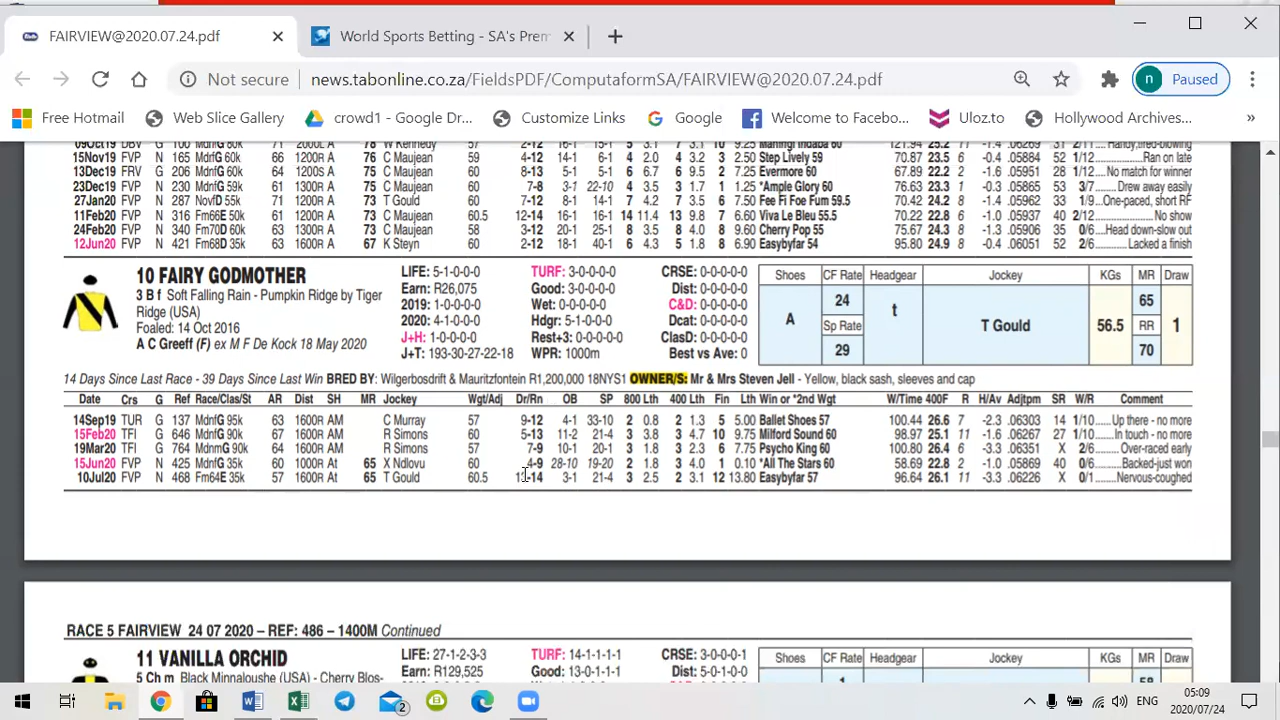 FAIRVIEW@2020.07.24.pdf
World Sports Betting - SA's Prem
Not secure news.tabonline.co.za/FieldsPDF/ComputaformSA/FAIRVIEW@2020.07.24.pdf
n Paused
Free Hotmail Web Slice Gallery crowd1 - Google Dr... Customize Links Google Welcome to Facebo... Uloz.to Hollywood Archives... »
15Nov19 FVP N 165 MdnfG 60k 64 1200R A 75 C Maujean 59 4-12 14-1 6-1 4 2.0 4 3.2 3 2.50 Step Lively 59 70.87 23.5 6 -0.4 .05884 52 1/12 ...Ran on late
13Dec19 FRV G 206 MdnfG 66k 64 1200S A 75 C Maujean 60 8-13 5-1 5-1 6 6.7 6 9.5 2 7.25 Evermore 60 67.89 22.2 6 -1.6 .05951 28 1/12 ..No match for winner
23Dec19 FVP N 230 MdnfG 59k 61 1300R A 75 C Maujean 60 7-8 3-1 22-10 4 3.5 3 1.7 1 1.25 *Ample Glory 60 76.63 23.3 1 -0.3 .05865 53 3/7 ....Drew away easily
27Jan20 FVP N 287 NovfD 55k 71 1200R A 73 T Gould 60 7-12 8-1 14-1 7 4.2 7 3.5 6 7.50 Fee Fi Foe Fum 59.5 70.42 24.2 8 -1.4 .05962 33 1/9 ...One-paced, short RF
11Feb20 FVP N 316 Fm66E 50k 61 1200R A 73 C Maujean 60.5 12-14 16-1 16-1 14 11.4 13 9.8 7 6.60 Viva Le Bleu 55.5 70.22 22.8 6 -1.0 .05937 40 2/12 ...No show
24Feb20 FVP N 340 Fm70D 60k 63 1300R A 73 C Maujean 58 3-12 20-1 25-1 8 3.5 8 4.0 8 9.60 Cherry Pop 55 75.67 24.9 8 -1.3 .05906 35 0/6 ...Head down-slow out
12Jun20 FVP N 421 Fm68D 35k 63 1600R A 67 K Steyn 60 2-12 18-1 40-1 6 4.3 5 1.8 8 6.90 Easybyfar 54 95.80 24.9 8 -0.4 .06051 52 0/6 ...Lacked a finish
10 FAIRY GODMOTHER
3 B f Soft Falling Rain - Pumpkin Ridge by Tiger
Ridge (USA)
Foaled: 14 Oct 2016
A C Greeff (F) ex M F De Kock 18 May 2020
LIFE: 5-1-0-0-0 TURF: 3-0-0-0-0 CRSE: 0-0-0-0-0
Earn: R26,075 Good: 3-0-0-0-0 Dist: 0-0-0-0-0
2019: 1-0-0-0-0 Wet: 0-0-0-0-0 C&D: 0-0-0-0-0
2020: 4-1-0-0-0 Hdgr: 5-1-0-0-0 Dcat: 0-0-0-0-0
J+H: 1-0-0-0-0 Rest+3: 0-0-0-0-0 ClasD: 0-0-0-0-0
J+T: 193-30-27-22-18 WPR: 1000m Best vs Ave: 0
Shoes CF Rate Headgear Jockey KGs MR Draw
A 24 t T Gould 56.5 65 1
Sp Rate RR
29 70
14 Days Since Last Race - 39 Days Since Last Win BRED BY: Wilgerbosdrift & Mauritzfontein R1,200,000 18NYS1 OWNER/S: Mr & Mrs Steven Jell - Yellow, black sash, sleeves and cap
Date Crs G Ref Race/Clas/St AR Dist SH MR Jockey Wgt/Adj Dr/Rn OB SP 800 Lth 400 Lth Fin Lth Win or *2nd Wgt W/Time 400F R H/Av Adjtpm SR W/R Comment
14Sep19 TUR G 137 MdnfG 95k 63 1600R AM C Murray 57 9-12 4-1 33-10 2 0.8 2 1.3 5 5.00 Ballet Shoes 57 100.44 26.6 7 -2.3 .06303 14 1/10 ....Up there - no more
15Feb20 TFI G 646 MdnfG 90k 67 1600R AM R Simons 60 5-13 11-2 21-4 3 3.8 3 4.7 10 9.75 Milford Sound 60 98.97 25.1 11 -1.6 .06267 27 1/10 ...In touch - no more
19Mar20 TFI G 764 MdnmG 90k 64 1600R AM R Simons 57 7-9 10-1 20-1 3 1.8 3 2.3 6 7.75 Psycho King 60 100.80 26.4 6 -3.3 X 2/6 ......Over-raced early
15Jun20 FVP N 425 MdnfG 35k 60 1000R At 65 X Ndlovu 60 4-9 28-10 19-20 2 1.8 3 4.0 1 0.10 *All The Stars 60 58.69 22.8 2 -1.0 .05869 40 0/6 .......Backed-just won
10Jul20 FVP N 468 Fm64E 35k 57 1600R At 65 T Gould 60.5 -14 3-1 21-4 3 2.5 2 3.1 12 13.80 Easybyfar 57 96.64 26.1 11 -3.3 .06226 X 0/1 ......Nervous-coughed
RACE 5 FAIRVIEW 24 07 2020 – REF: 486 – 1400M Continued
11 VANILLA ORCHID
5 Ch m Black Minnaloushe (USA) - Cherry Blos-
LIFE: 27-1-2-3-3 TURF: 14-1-1-1-1 CRSE: 3-0-0-0-1
Earn: R129,525 Good: 13-0-1-1-1 Dist: 5-0-1-0-0
Shoes CF Rate Headgear Jockey KGs MR Draw
2
ENG
05:09
2020/07/24